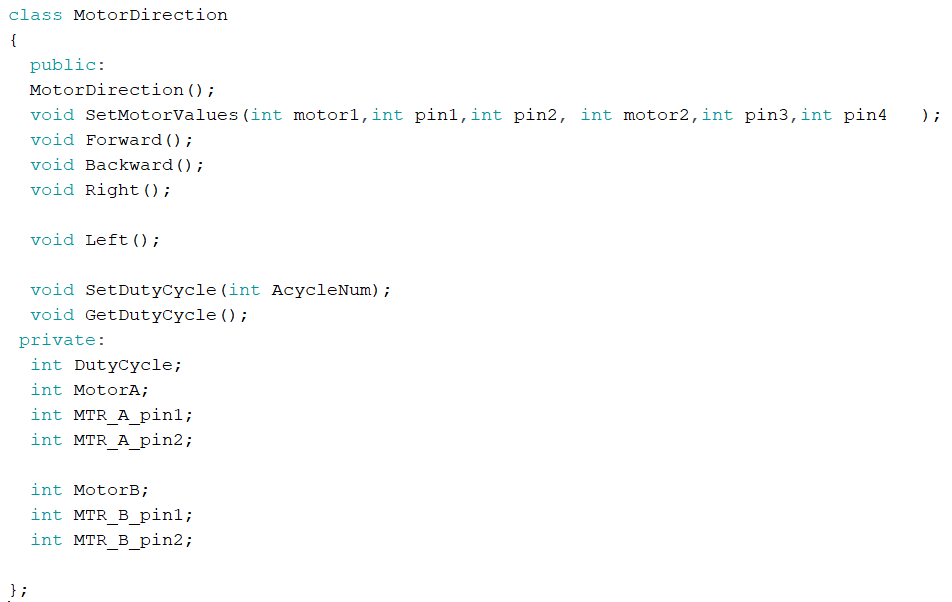 class MotorDirection
{
public:
MotorDirection();
void SetMotorValues(int motor1,int pin1,int pin2, int motor2,int pin3,int pin4   );
void Forward();
void Backward();
void Right();
void Left();
void SetDutyCycle(int AcycleNum);
void GetDutyCycle();
private:
int DutyCycle;
int MotorA;
int MTR_A_pin1;
int MTR_A_pin2;
int MotorB;
int MTR_B_pin1;
int MTR_B_pin2;
};